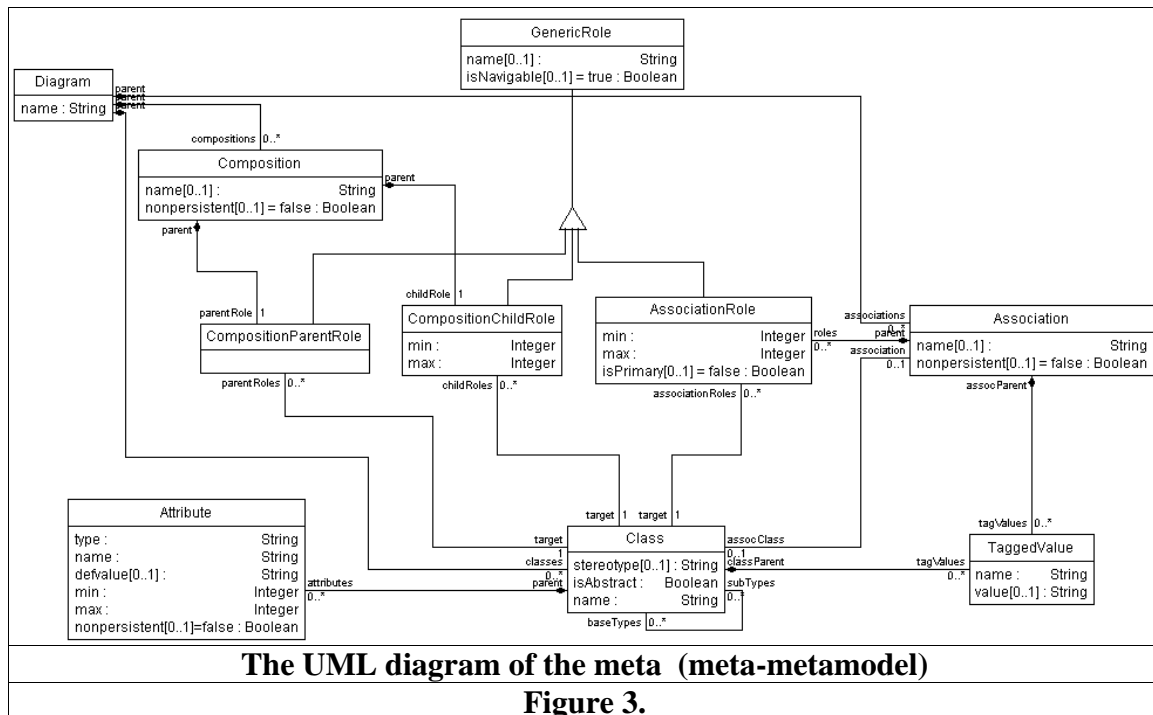 GenericRole
name[0..1] : String
isNavigable[0..1] = true : Boolean
Diagram
name : String
parent
parent
parent
compositions 0..*
Composition
name[0..1] : String
nonpersistent[0..1] = false : Boolean
parent
parent
parentRole 1
childRole 1
CompositionParentRole
parentRoles 0..*
CompositionChildRole
min : Integer
max : Integer
childRoles 0..*
AssociationRole
min : Integer
max : Integer
isPrimary[0..1] = false : Boolean
associationRoles 0..*
roles
0..*
associations
0..*
parent
association
0..1
Association
name[0..1] : String
nonpersistent[0..1] = false : Boolean
assocParent
Attribute
type : String
name : String
defvalue[0..1] : String
min : Integer
max : Integer
nonpersistent[0..1]=false : Boolean
attributes
0..*
target 1
target 1
target
1
classes
0..*
parent
Class
stereotype[0..1] : String
isAbstract : Boolean
name : String
assocClass
0..1
classParent
subTypes
0..*
baseTypes 0..*
tagValues 0..*
tagValues
0..*
TaggedValue
name : String
value[0..1] : String
The UML diagram of the meta (meta-metamodel)
Figure 3.